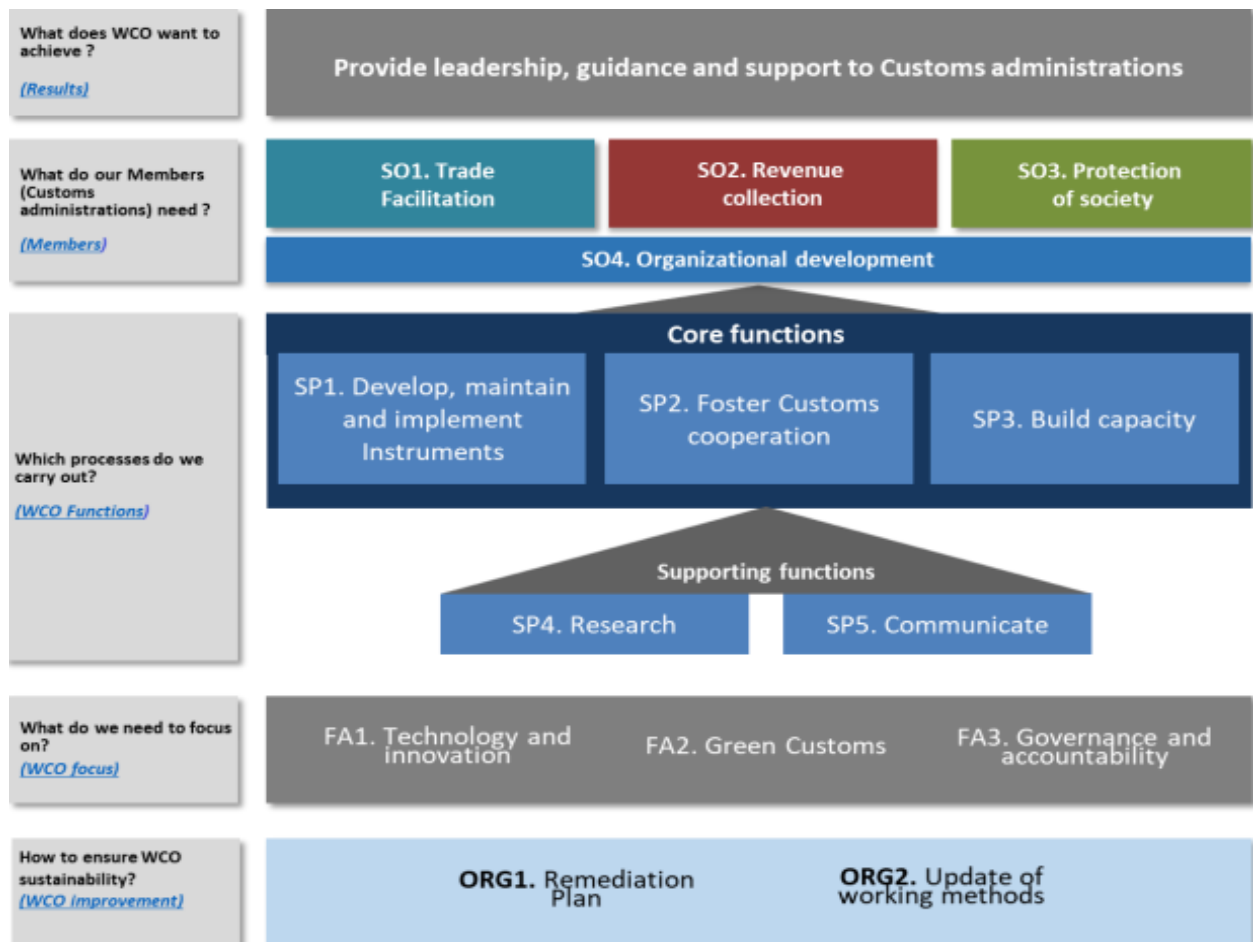 What does WCO want to
achieve ?
(Results)
Provide leadership, guidance and support to Customs administrations
What do our Members
(Customs
administrations) need ?
(Members)
SO1. Trade
Facilitation
SO2. Revenue
collection
SO3. Protection
of society
SO4. Organizational development
Which processes do we
carry out?
(WCO Functions)
Core functions
SP1. Develop, maintain
and implement
Instruments
SP2. Foster Customs
cooperation
SP3. Build capacity
Supporting functions
SP4. Research
SP5. Communicate
What do we need to focus
on?
(WCO focus)
FA1. Technology and
innovation
FA2. Green Customs
FA3. Governance and
accountability
How to ensure WCO
sustainability?
(WCO improvement)
ORG1. Remediation
Plan
ORG2. Update of
working methods